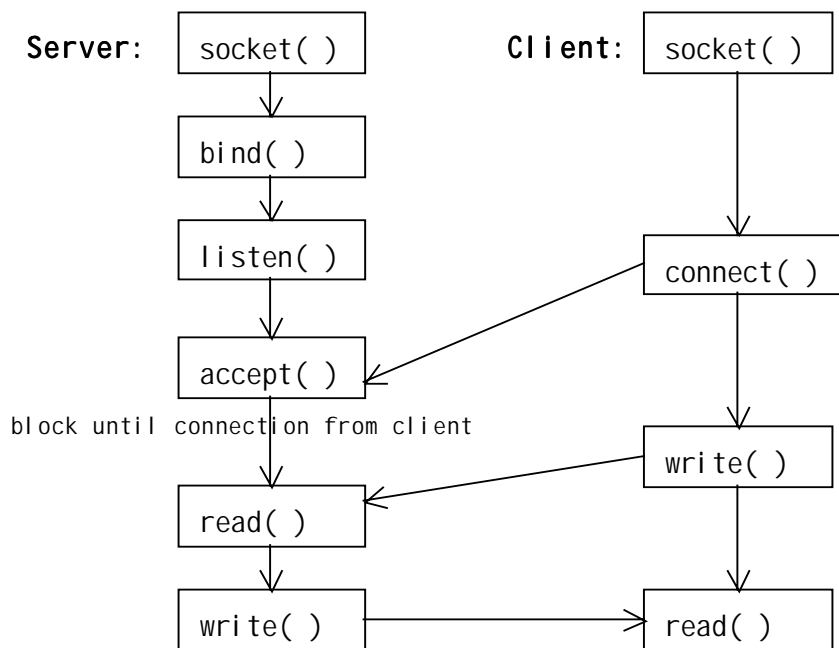 Server:
socket( )
bind( )
listen( )
accept( )
block until connection from client
read( )
write( )
Client:
socket( )
connect( )
write( )
read( )